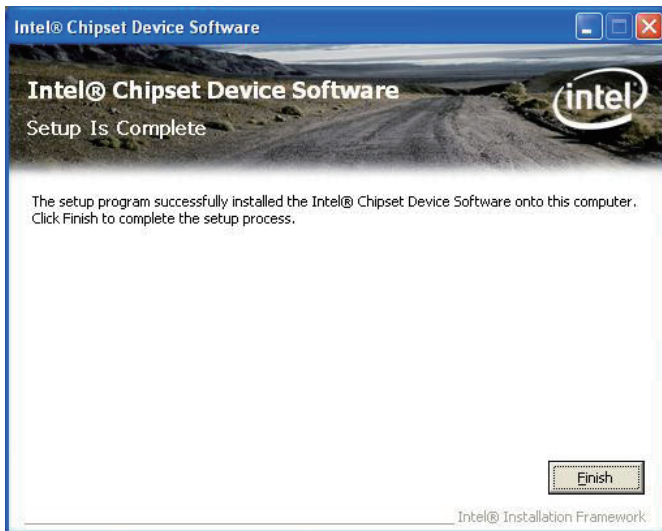 Intel® Chipset Device Software
Intel® Chipset Device Software
intel
Setup Is Complete
The setup program successfully installed the Intel® Chipset Device Software onto this computer.
Click Finish to complete the setup process.
Finish
Intel® Installation Framework